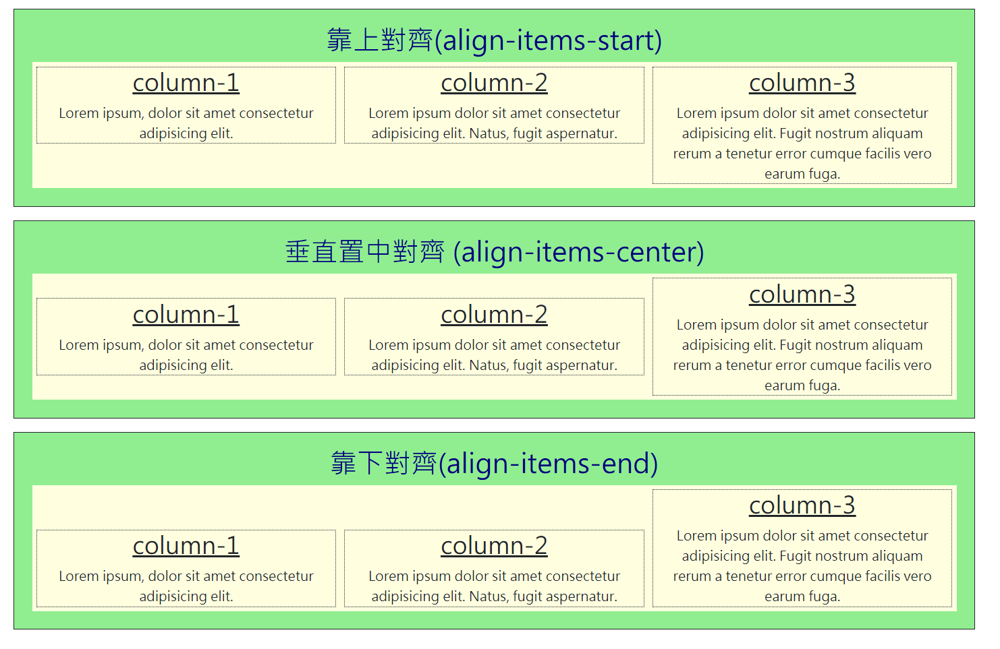 靠上對齊(align-items-start)
column-1
Lorem ipsum, dolor sit amet consectetur
adipisicing elit.
column-2
Lorem ipsum dolor sit amet consectetur
adipisicing elit. Natus, fugit aspernatur.
column-3
Lorem ipsum dolor sit amet consectetur
adipisicing elit. Fugit nostrum aliquam
rerum a tenetur error cumque facilis vero
earum fuga.
垂直置中對齊 (align-items-center)
column-1
Lorem ipsum, dolor sit amet consectetur
adipisicing elit.
column-2
Lorem ipsum dolor sit amet consectetur
adipisicing elit. Natus, fugit aspernatur.
column-3
Lorem ipsum dolor sit amet consectetur
adipisicing elit. Fugit nostrum aliquam
rerum a tenetur error cumque facilis vero
earum fuga.
靠下對齊(align-items-end)
column-1
Lorem ipsum, dolor sit amet consectetur
adipisicing elit.
column-2
Lorem ipsum dolor sit amet consectetur
adipisicing elit. Natus, fugit aspernatur.
column-3
Lorem ipsum dolor sit amet consectetur
adipisicing elit. Fugit nostrum aliquam
rerum a tenetur error cumque facilis vero
earum fuga.